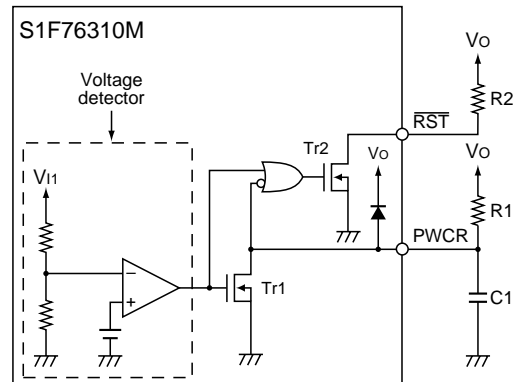 S1F76310M
Voltage
detector
VI1
−
+
Tr1
Tr2
VO
RST
PWCR
VO
R2
VO
R1
C1